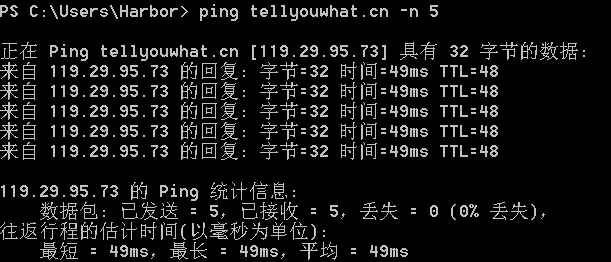 PS C:\Users\Harbor> ping tellyouwhat.cn -n 5
正在 Ping tellyouwhat.cn [119.29.95.73] 具有 32 字节的数据:
来自 119.29.95.73 的回复: 字节=32 时间=49ms TTL=48
来自 119.29.95.73 的回复: 字节=32 时间=49ms TTL=48
来自 119.29.95.73 的回复: 字节=32 时间=49ms TTL=48
来自 119.29.95.73 的回复: 字节=32 时间=49ms TTL=48
来自 119.29.95.73 的回复: 字节=32 时间=49ms TTL=48
119.29.95.73 的 Ping 统计信息:
数据包: 已发送 = 5, 已接收 = 5, 丢失 = 0 (0% 丢失),
往返行程的估计时间(以毫秒为单位):
最短 = 49ms, 最长 = 49ms, 平均 = 49ms